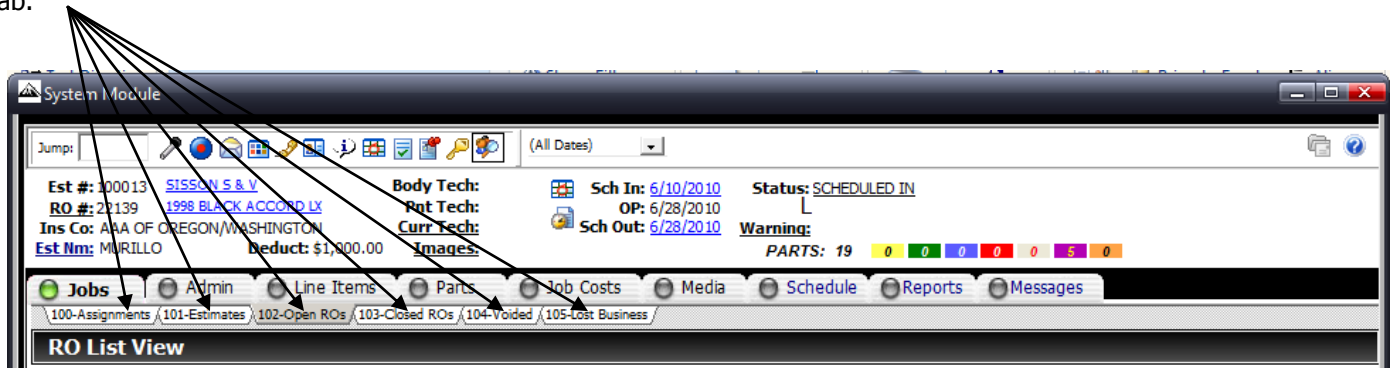 System Module
Jump: (All Dates)
Est #: 100013 SISSON S & V Body Tech: Sch In: 6/10/2010 Status: SCHEDULED IN
RO #: 22139 1998 BLACK ACCORD LX Pnt Tech: OP: 6/28/2010
Ins Co: AAA OF OREGON/WASHINGTON Curr Tech: Sch Out: 6/28/2010 Warning:
Est Nm: MURILLO Deduct: $1,000.00 Images: PARTS: 19 0 0 0 0 0 5 0
Jobs Admin Line Items Parts Job Costs Media Schedule Reports Messages
100-Assignments 101-Estimates 102-Open ROs 103-Closed ROs 104-Voided 105-Lost Business
RO List View